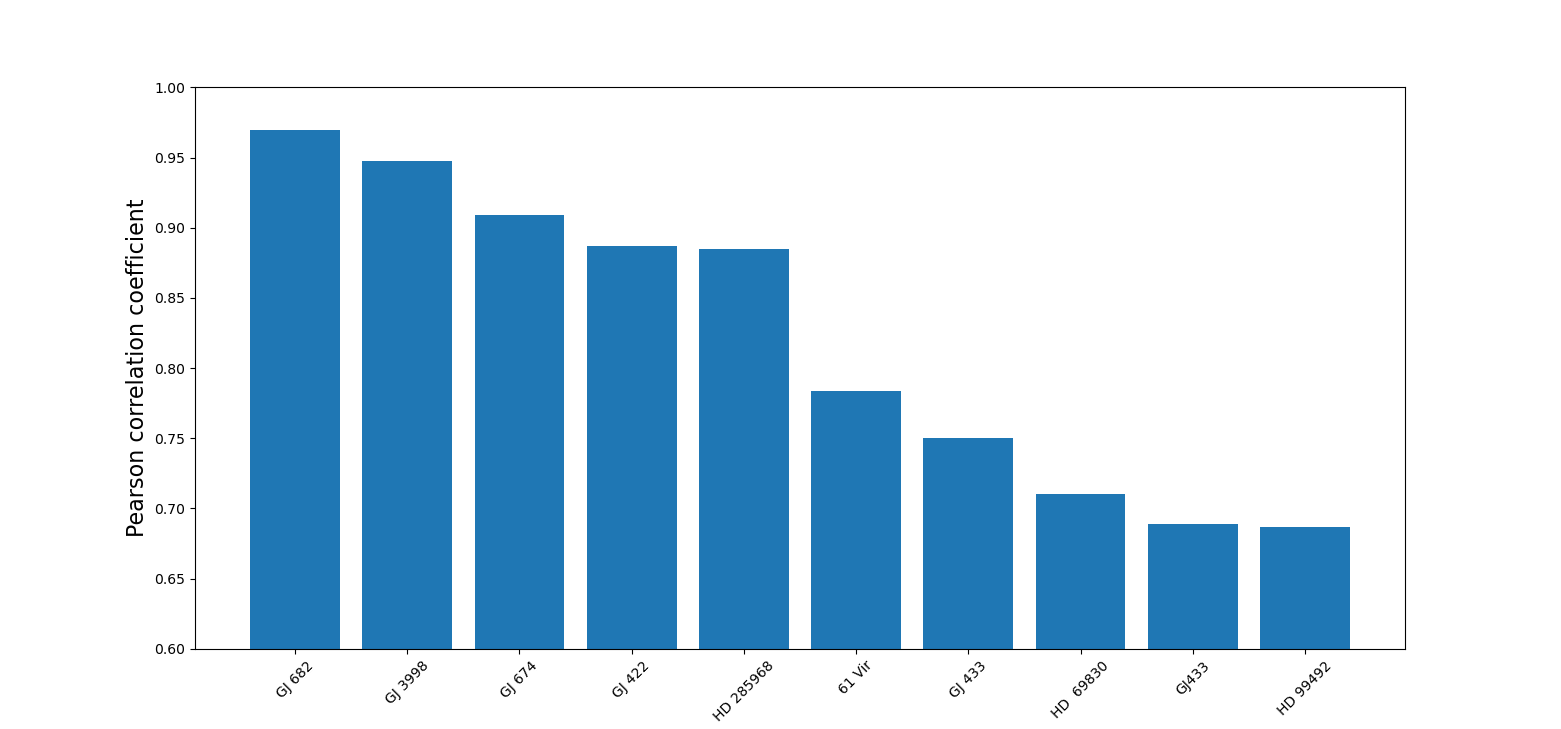 Pearson correlation coefficient
1.00
0.95
0.90
0.85
0.80
0.75
0.70
0.65
0.60
GJ 682
GJ 3998
GJ 674
GJ 422
HD 285968
61 Vir
GJ 433
HD  69830
GJ433
HD 99492